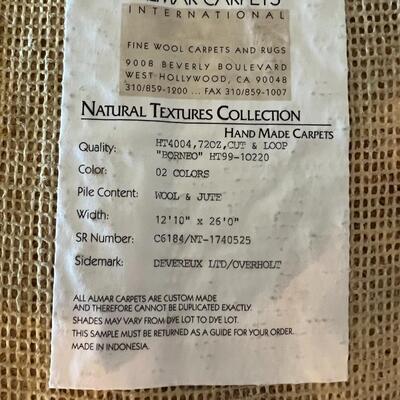 ALMAR CARPETS
INTERNATIONAL
FINE WOOL CARPETS AND RUGS
9008 BEVERLY BOULEVARD
WEST HOLLYWOOD, CA 90048
310/859-1200 ... FAX 310/859-1007
NATURAL TEXTURES COLLECTION
HAND MADE CARPETS
Quality: HT4004,72OZ,CUT & LOOP
"BORNEO" HT99-10220
Color: 02 COLORS
Pile Content: WOOL & JUTE
Width: 12'10" x 26'0"
SR Number: C6184/NT-1740525
Sidemark: DEVEREUX LTD/OVERHOLT
ALL ALMAR CARPETS ARE CUSTOM MADE
AND THEREFORE CANNOT BE DUPLICATED EXACTLY.
SHADES MAY VARY FROM DYE LOT TO DYE LOT.
THIS SAMPLE MUST BE RETURNED AS A GUIDE FOR YOUR ORDER.
MADE IN INDONESIA.